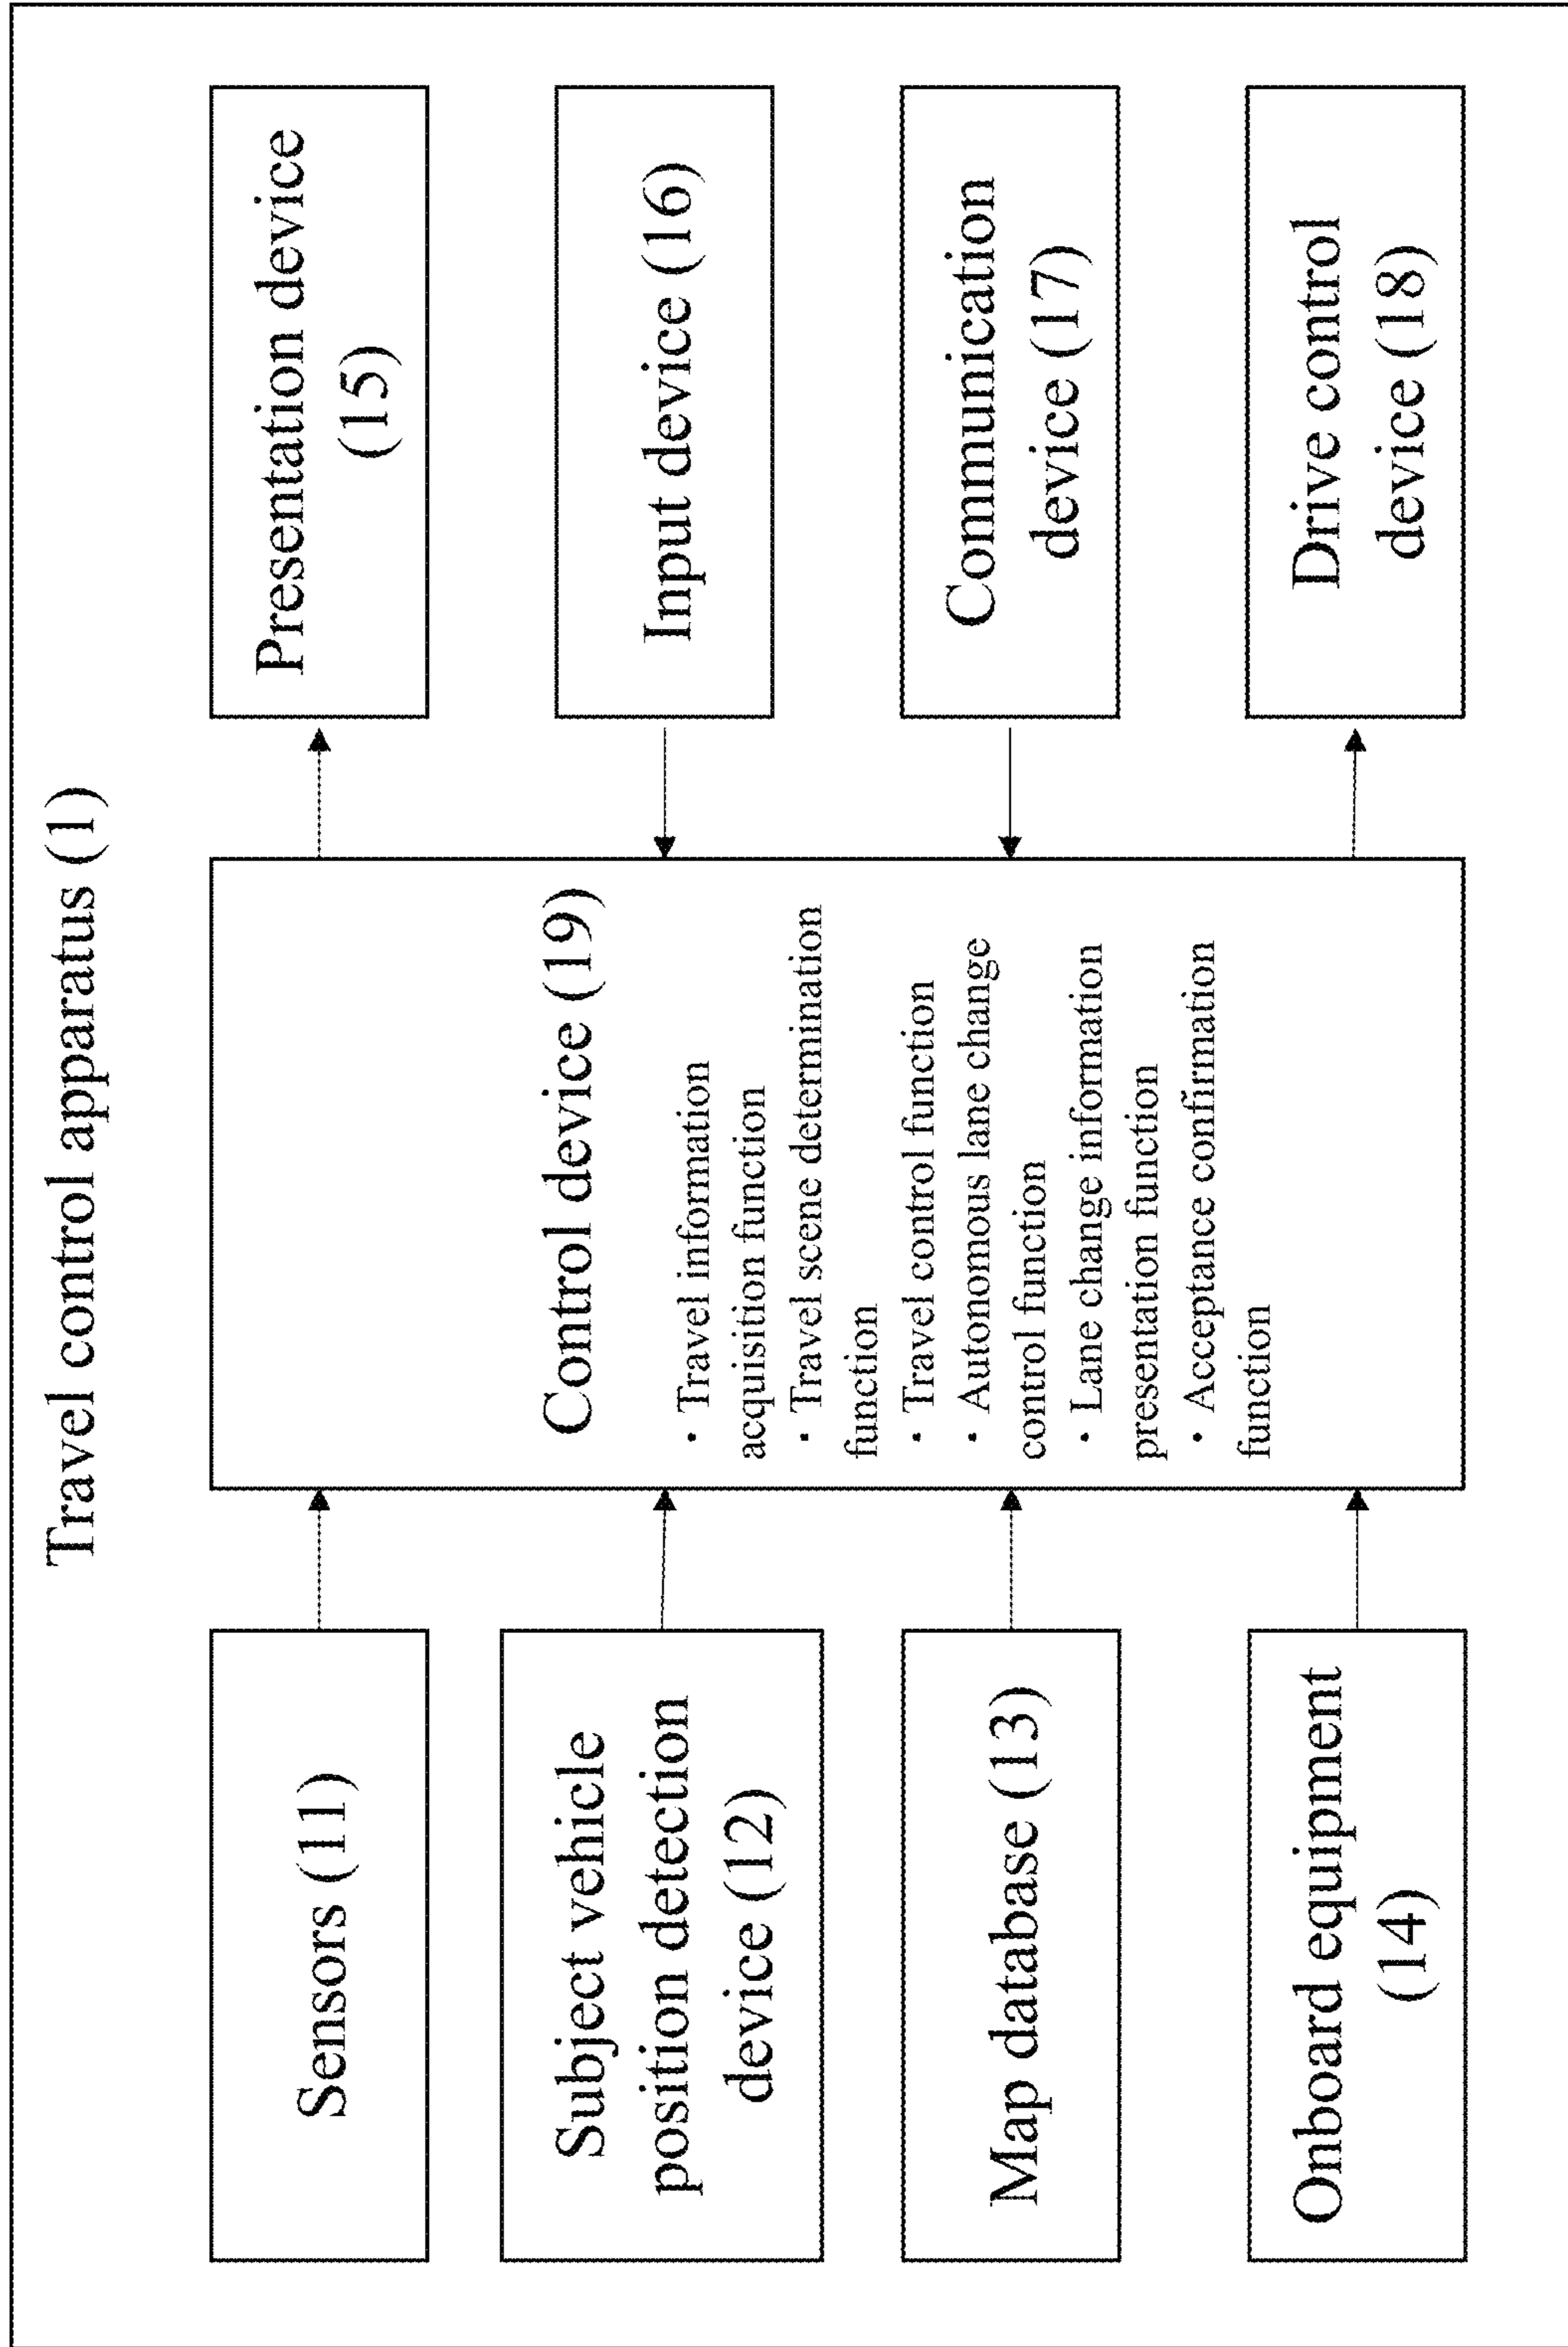 Travel control apparatus (1)
Sensors (11)
Subject vehicle
position detection
device (12)
Map database (13)
Onboard equipment
(14)
Control device (19)
・Travel information
acquisition function
・Travel scene determination
function
・Travel control function
・Autonomous lane change
control function
・Lane change information
presentation function
・Acceptance confirmation
function
Presentation device
(15)
Input device (16)
Communication
device (17)
Drive control
device (18)